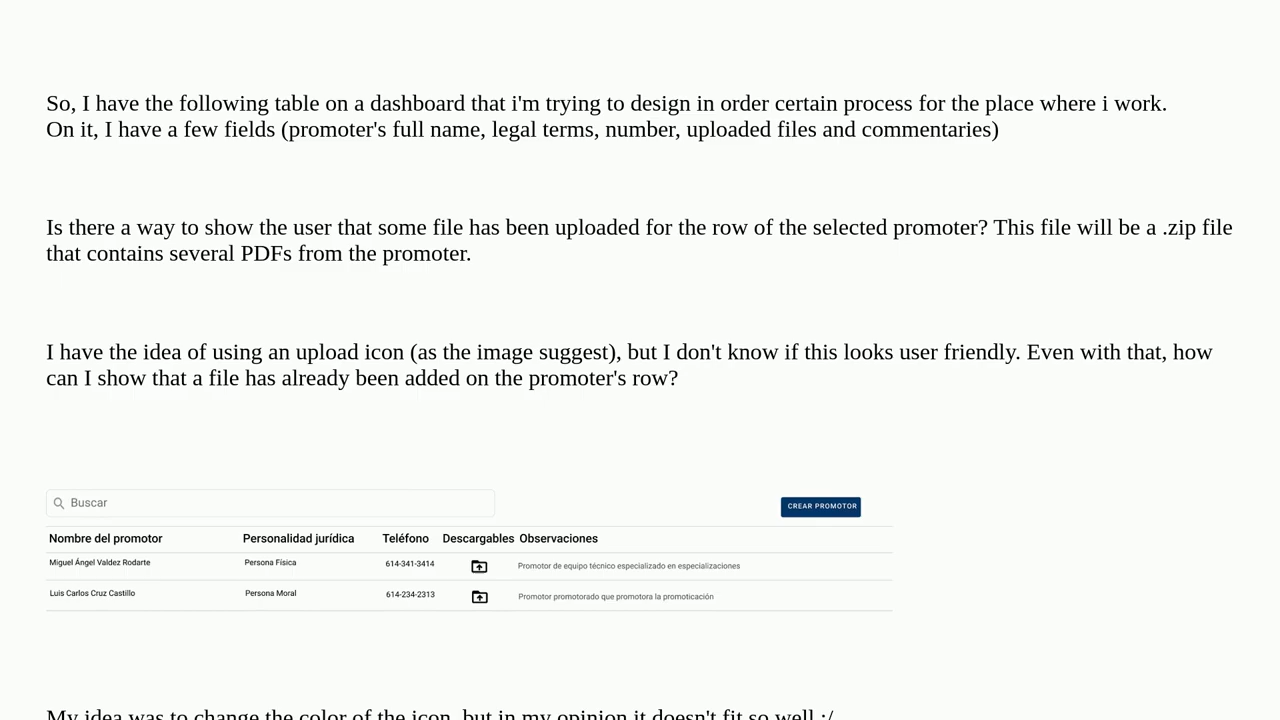 So, I have the following table on a dashboard that i'm trying to design in order certain process for the place where i work.
On it, I have a few fields (promoter's full name, legal terms, number, uploaded files and commentaries)
Is there a way to show the user that some file has been uploaded for the row of the selected promoter? This file will be a .zip file
that contains several PDFs from the promoter.
I have the idea of using an upload icon (as the image suggest), but I don't know if this looks user friendly. Even with that, how
can I show that a file has already been added on the promoter's row?
Buscar
CREAR PROMOTOR
Nombre del promotor Personalidad jurídica Teléfono Descargables Observaciones
Miguel Ángel Valdez Rodarte Persona Física 614-341-3414 Promotor de equipo técnico especializado en especializaciones
Luis Carlos Cruz Castillo Persona Moral 614-234-2313 Promotor promotorado que promotora la promoticación
My idea was to change the color of the icon, but in my opinion it doesn't fit so well :/